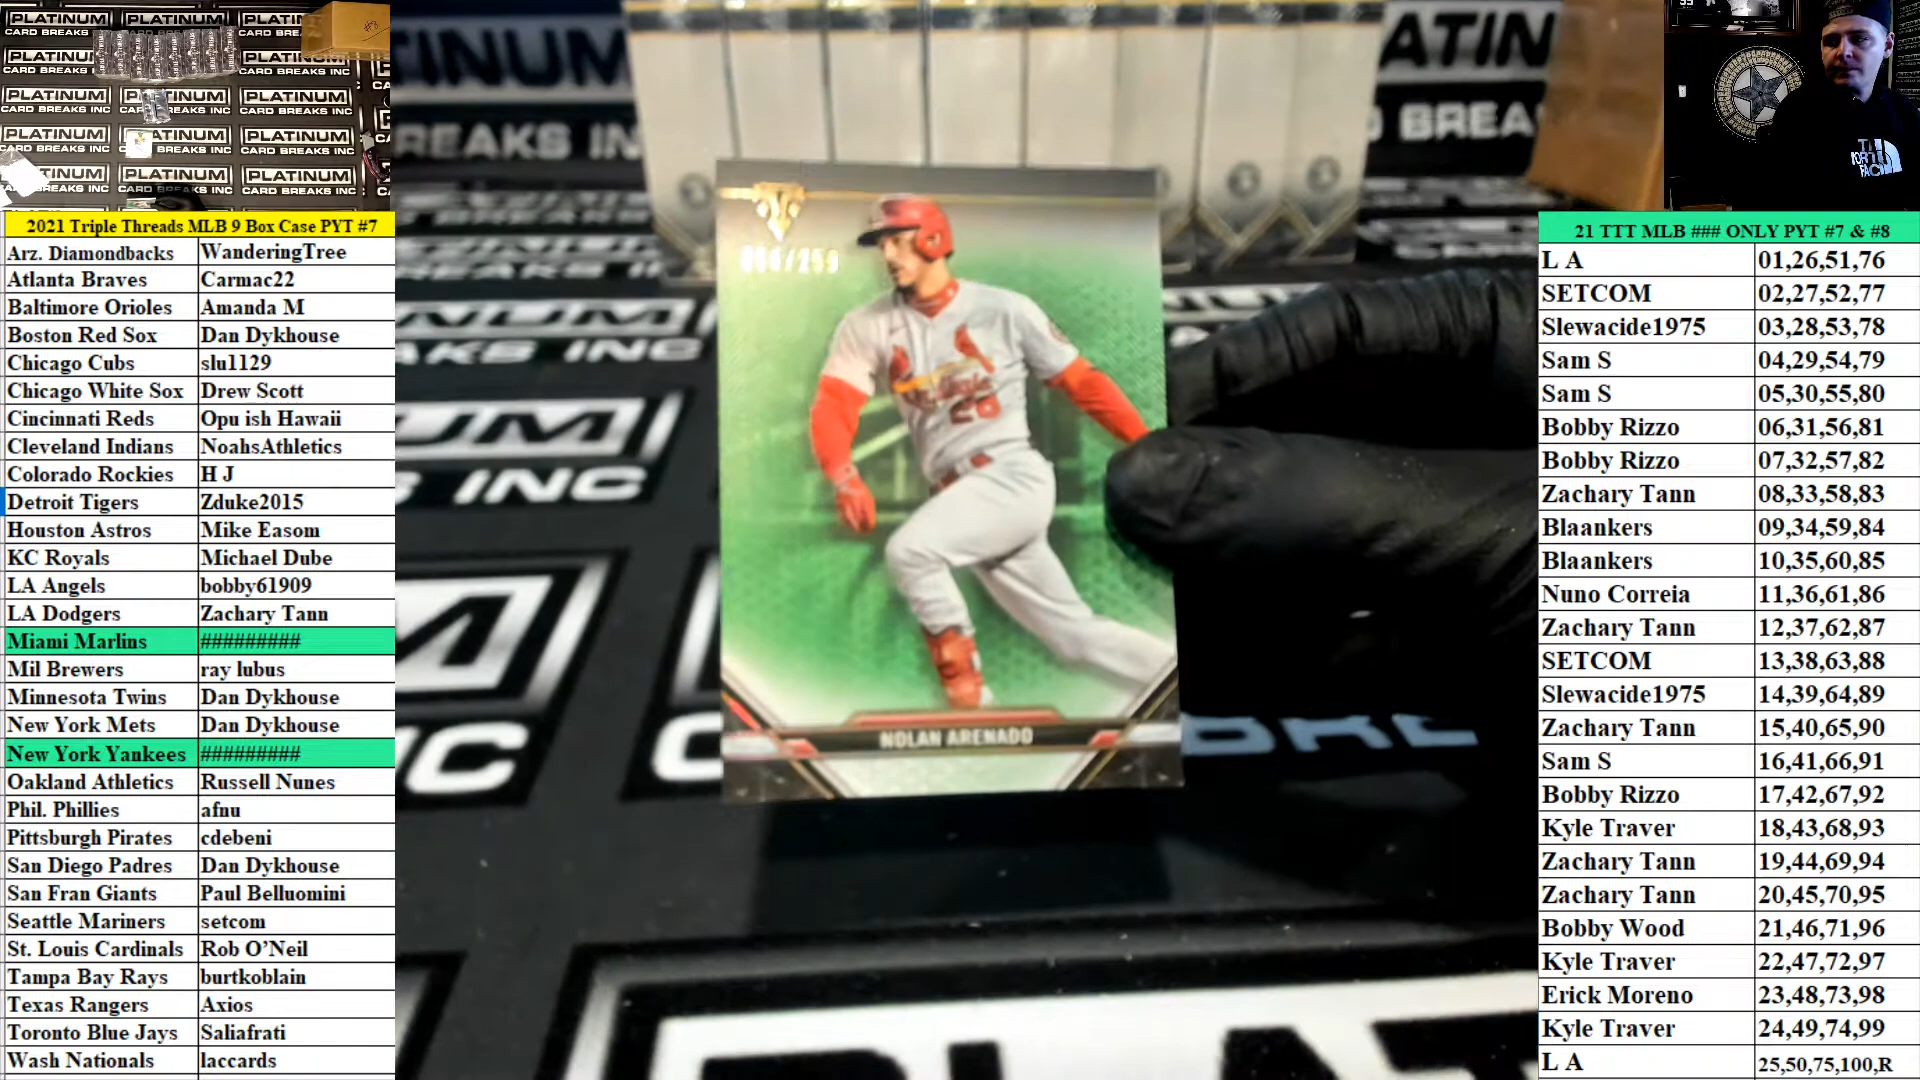 PLATINUM PLATINUM PLATINUM
CARD BREAKS INC
2021 Triple Threads MLB 9 Box Case PYT #7
Arz. Diamondbacks WanderingTree
Atlanta Braves Carmac22
Baltimore Orioles Amanda M
Boston Red Sox Dan Dykhouse
Chicago Cubs slu1129
Chicago White Sox Drew Scott
Cincinnati Reds Opu ish Hawaii
Cleveland Indians NoahsAthletics
Colorado Rockies H J
Detroit Tigers Zduke2015
Houston Astros Mike Easom
KC Royals Michael Dube
LA Angels bobby61909
LA Dodgers Zachary Tann
Miami Marlins #########
Mil Brewers ray lubus
Minnesota Twins Dan Dykhouse
New York Mets Dan Dykhouse
New York Yankees #########
Oakland Athletics Russell Nunes
Phil. Phillies afnu
Pittsburgh Pirates cdebeni
San Diego Padres Dan Dykhouse
San Fran Giants Paul Belluomini
Seattle Mariners setcom
St. Louis Cardinals Rob O’Neil
Tampa Bay Rays burtkoblain
Texas Rangers Axios
Toronto Blue Jays Saliafrati
Wash Nationals laccards
NOLAN ARENADO
21 TTT MLB ### ONLY PYT #7 & #8
L A 01,26,51,76
SETCOM 02,27,52,77
Slewacide1975 03,28,53,78
Sam S 04,29,54,79
Sam S 05,30,55,80
Bobby Rizzo 06,31,56,81
Bobby Rizzo 07,32,57,82
Zachary Tann 08,33,58,83
Blaankers 09,34,59,84
Blaankers 10,35,60,85
Nuno Correia 11,36,61,86
Zachary Tann 12,37,62,87
SETCOM 13,38,63,88
Slewacide1975 14,39,64,89
Zachary Tann 15,40,65,90
Sam S 16,41,66,91
Bobby Rizzo 17,42,67,92
Kyle Traver 18,43,68,93
Zachary Tann 19,44,69,94
Zachary Tann 20,45,70,95
Bobby Wood 21,46,71,96
Kyle Traver 22,47,72,97
Erick Moreno 23,48,73,98
Kyle Traver 24,49,74,99
L A 25,50,75,100,R